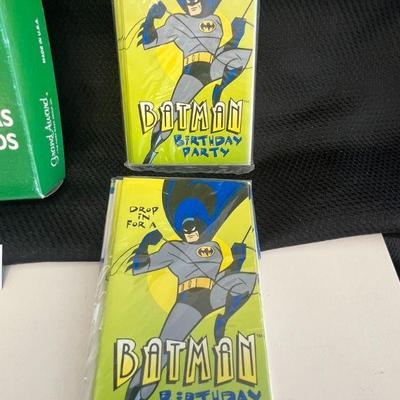 MADE IN U.S.A.
Grand Award
BATMAN
BIRTHDAY
PARTY
DROP
IN
FOR A
BATMAN
BIRTHDAY